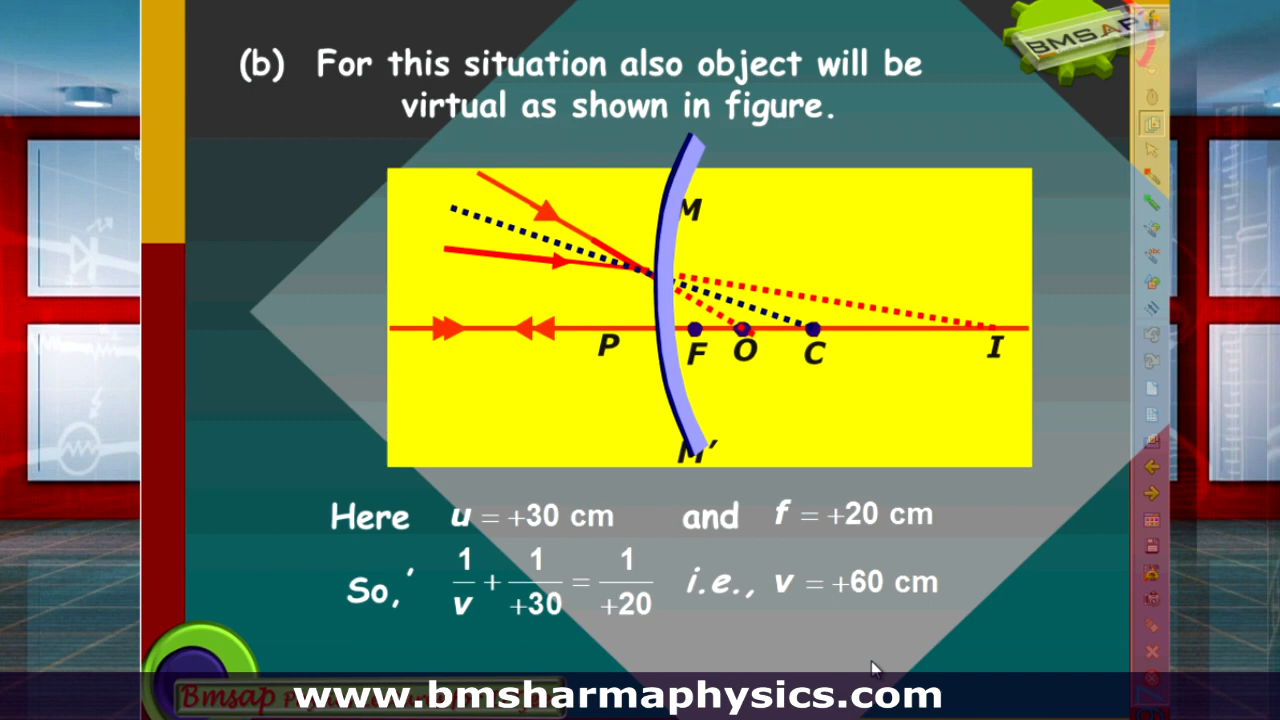 (b) For this situation also object will be
virtual as shown in figure.
BMSAP
M
P F O C I
M′
Here u = +30 cm and f = +20 cm
So, ′ 1/v + 1/+30 = 1/+20 i.e., v = +60 cm
Bmsap
www.bmsharmaphysics.com